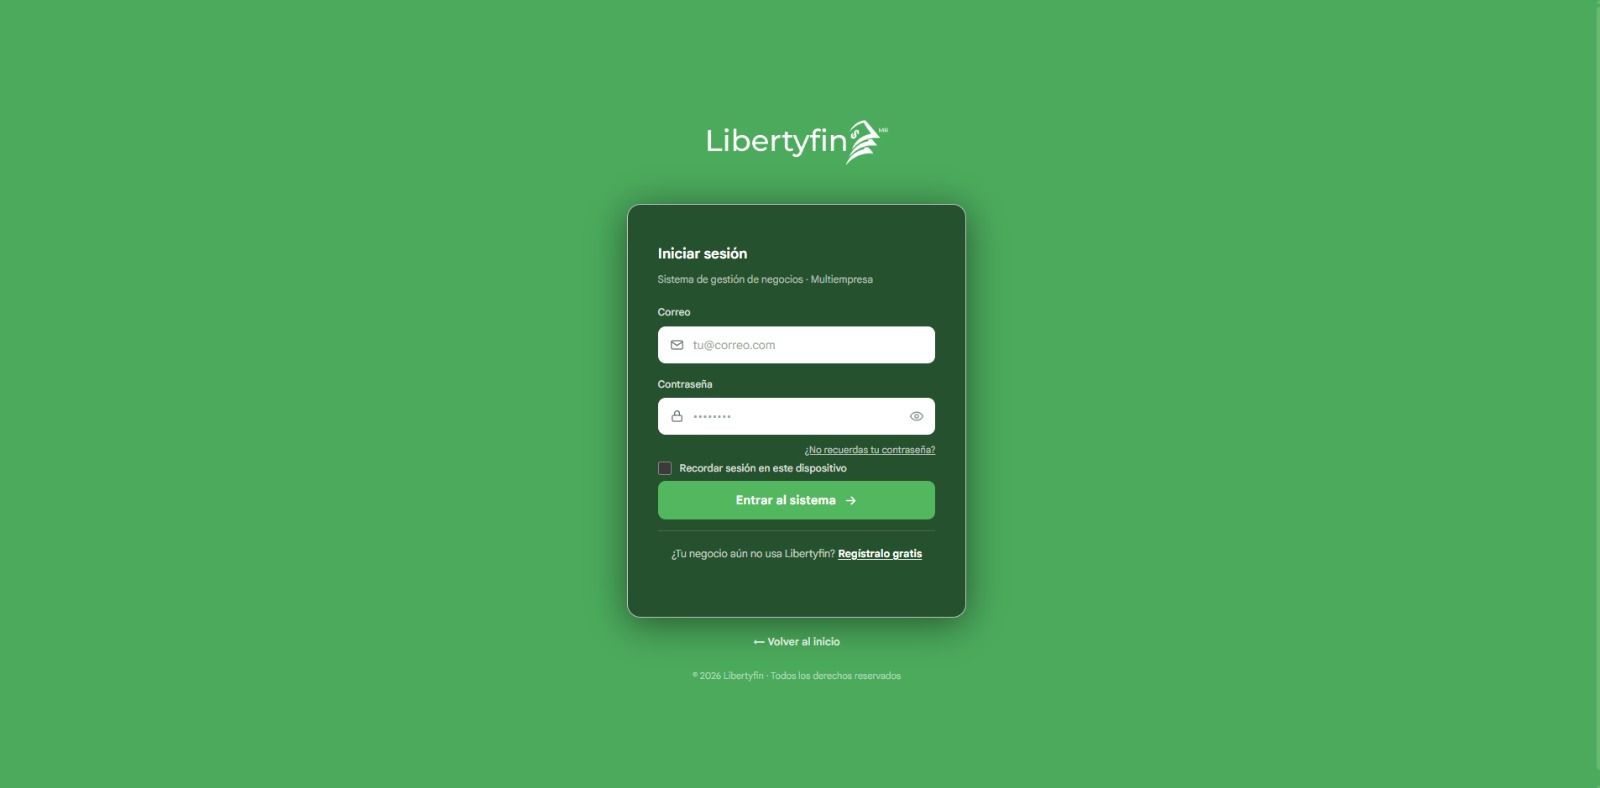 Libertyfin MR
Iniciar sesión
Sistema de gestión de negocios · Multiempresa
Correo
tu@correo.com
Contraseña
••••••••
¿No recuerdas tu contraseña?
Recordar sesión en este dispositivo
Entrar al sistema →
¿Tu negocio aún no usa Libertyfin? Regístralo gratis
← Volver al inicio
© 2026 Libertyfin · Todos los derechos reservados